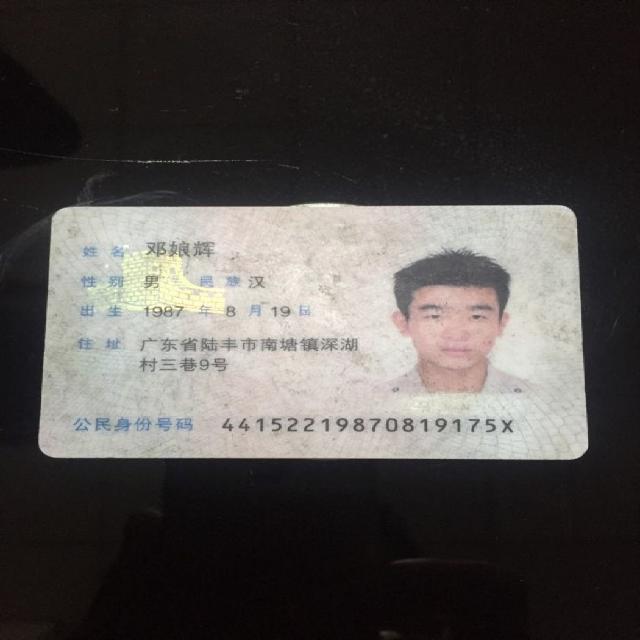 姓名 邓娘辉
性别 男 民族 汉
出生 1987 年 8 月 19 日
住址 广东省陆丰市南塘镇深湖
村三巷9号
公民身份号码 44152219870819175X